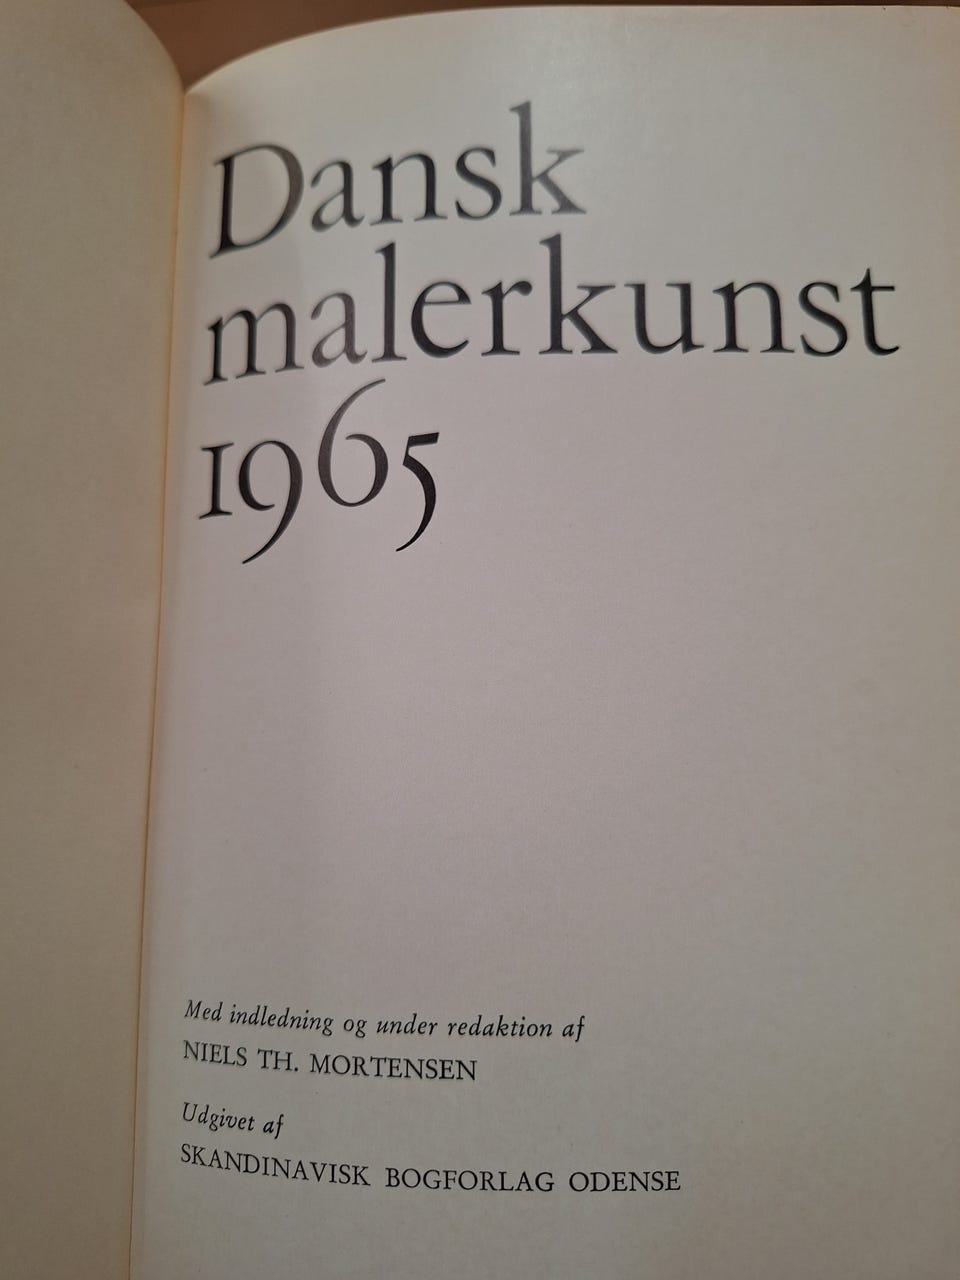 Dansk
malerkunst
1965
Med indledning og under redaktion af
NIELS TH. MORTENSEN
Udgivet af
SKANDINAVISK BOGFORLAG ODENSE